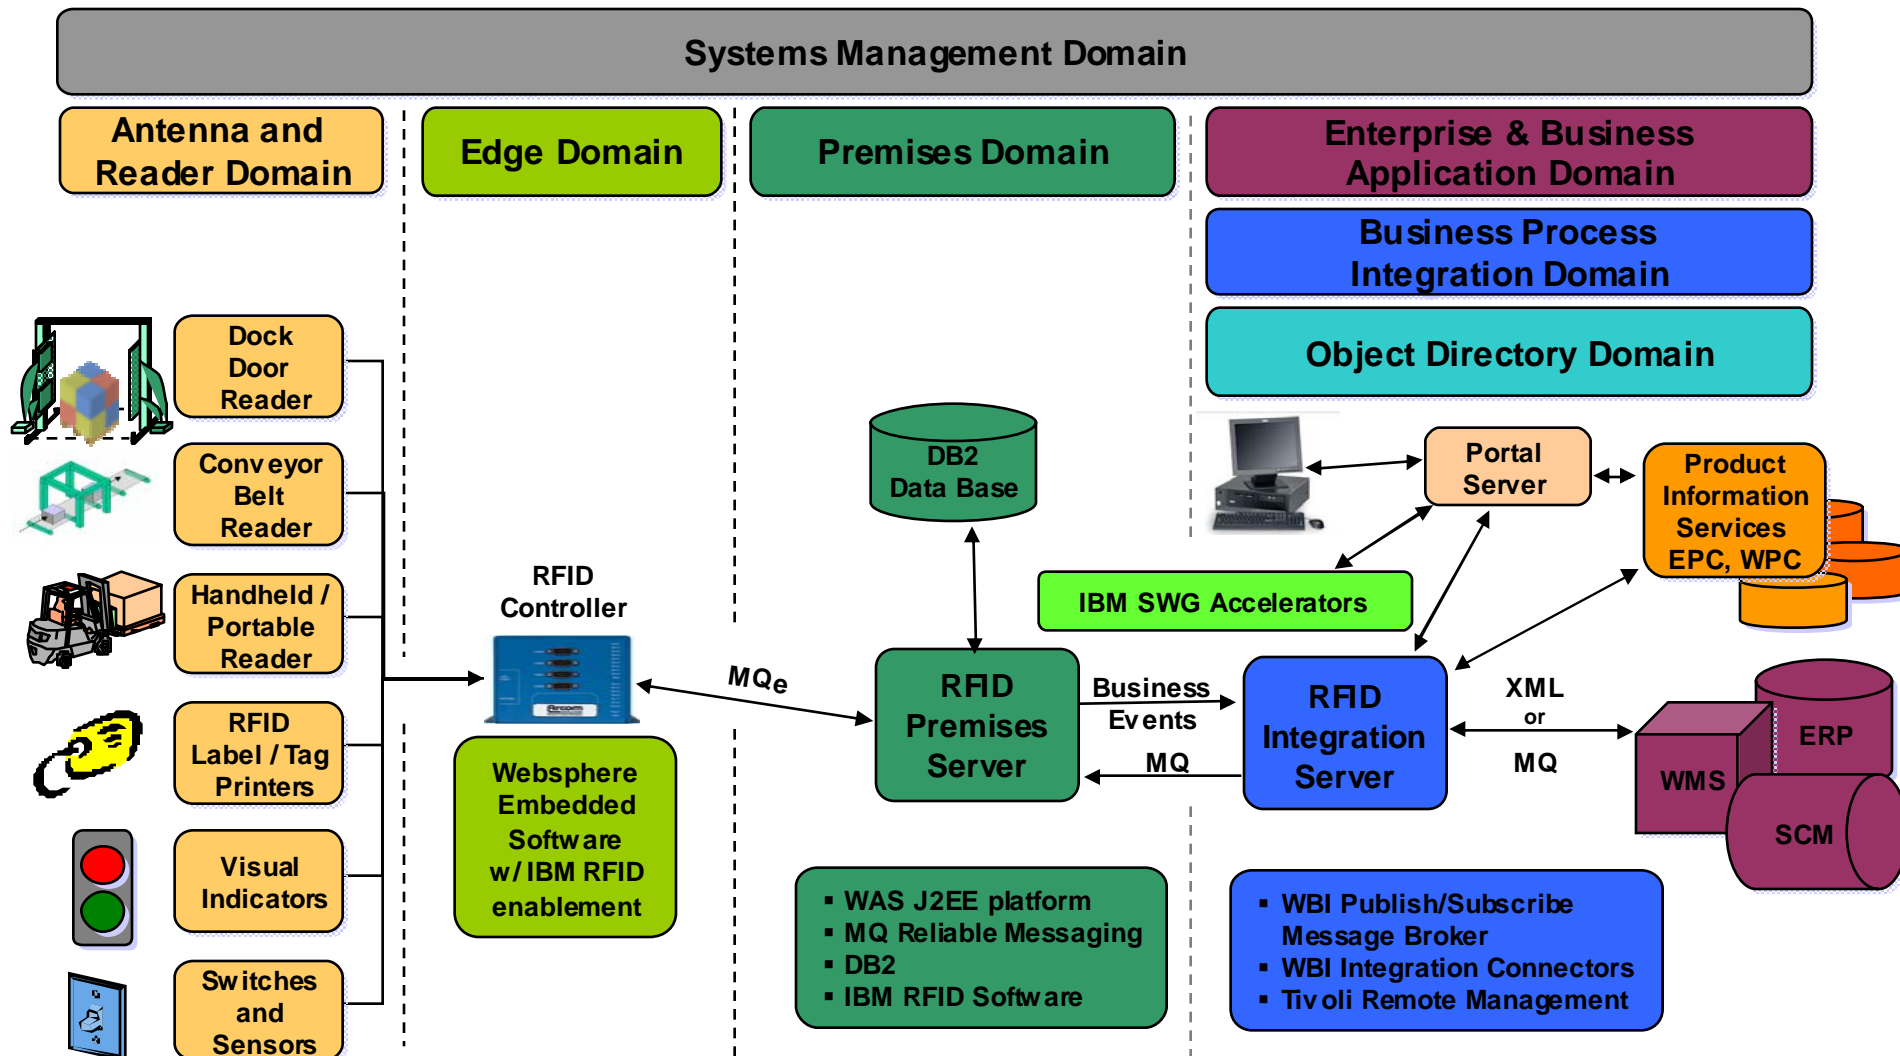 Systems Management Domain
Antenna and
Reader Domain
Edge Domain
Premises Domain
Enterprise & Business
Application Domain
Business Process
Integration Domain
Object Directory Domain
Dock
Door
Reader
Conveyor
Belt
Reader
Handheld /
Portable
Reader
RFID
Label / Tag
Printers
Visual
Indicators
Switches
and
Sensors
RFID
Controller
Arcom
Websphere
Embedded
Software
w/ IBM RFID
enablement
MQe
DB2
Data Base
RFID
Premises
Server
Business
Events
MQ
▪ WAS J2EE platform
▪ MQ Reliable Messaging
▪ DB2
▪ IBM RFID Software
Portal
Server
Product
Information
Services
EPC, WPC
IBM SWG Accelerators
RFID
Integration
Server
XML
or
MQ
ERP
WMS
SCM
▪ WBI Publish/Subscribe
Message Broker
▪ WBI Integration Connectors
▪ Tivoli Remote Management